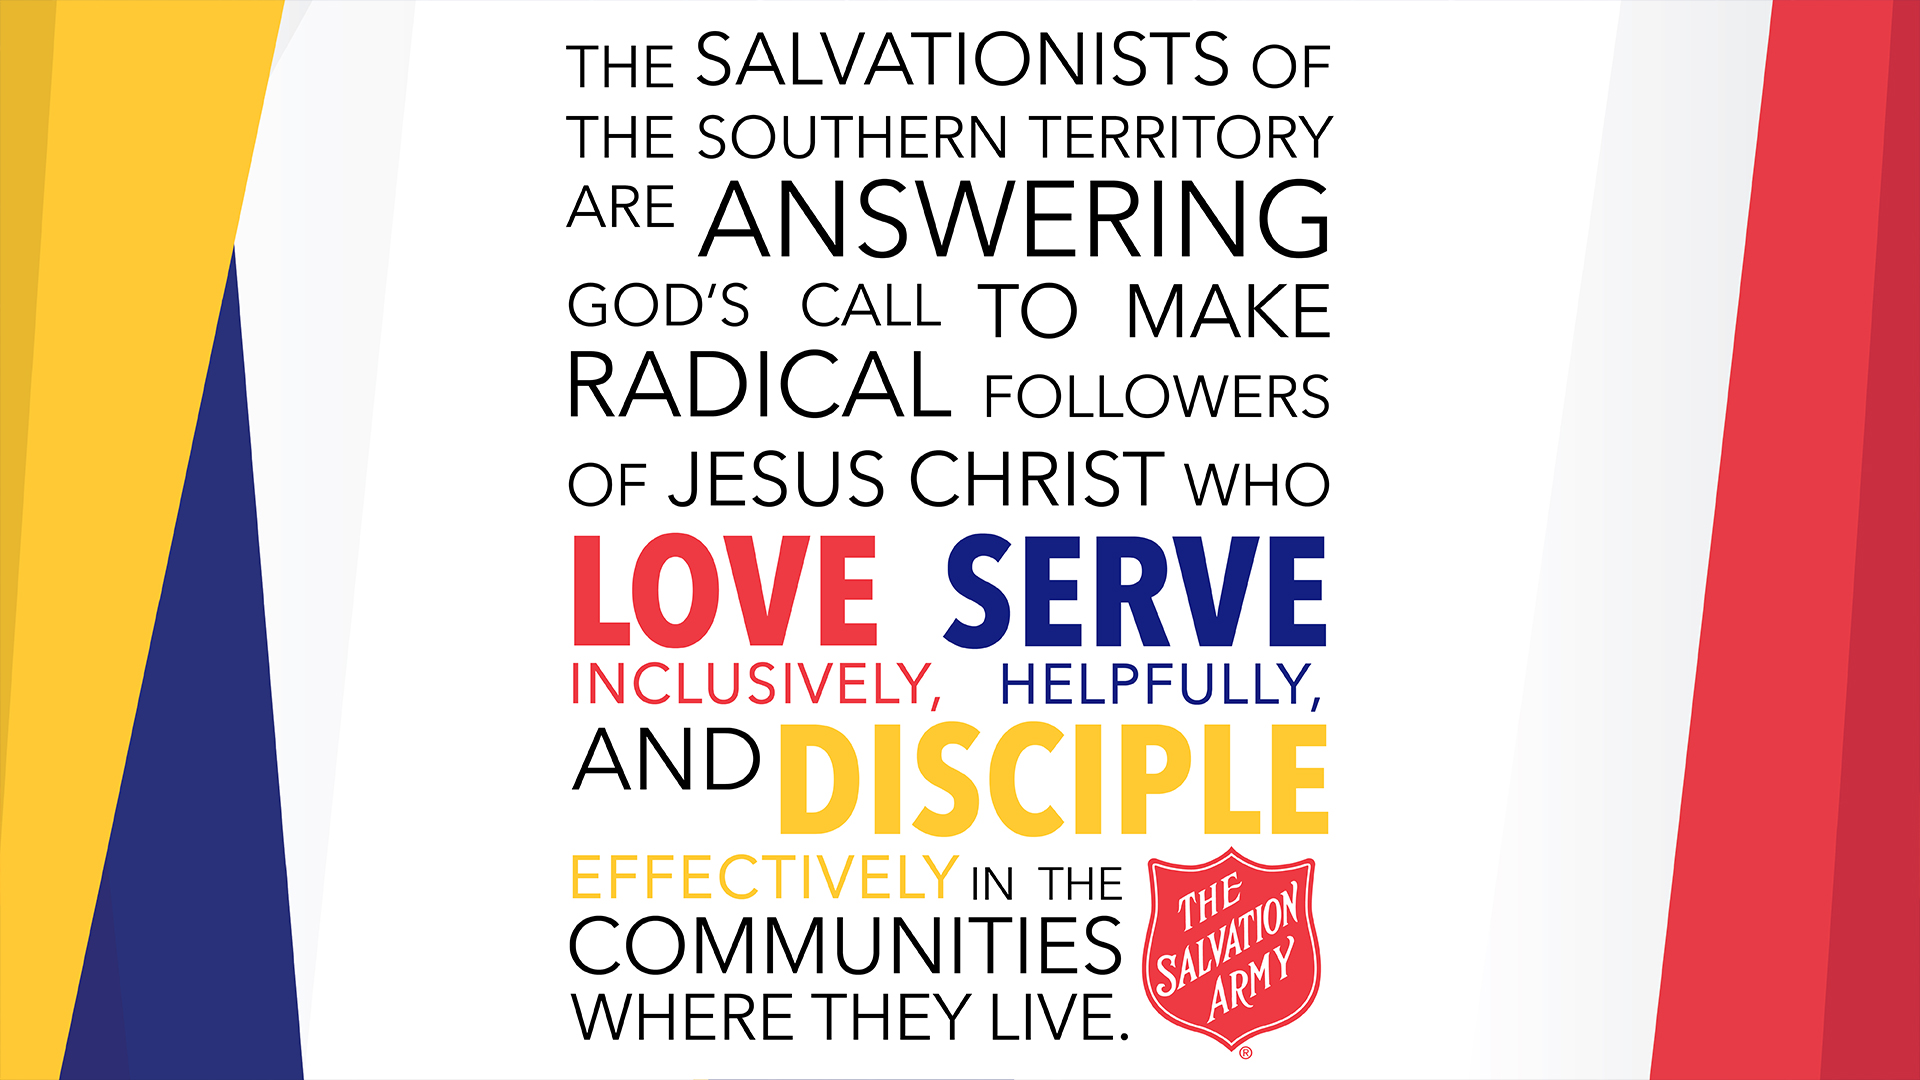 THE SALVATIONISTS OF
THE SOUTHERN TERRITORY
ARE ANSWERING
GOD’S CALL TO MAKE
RADICAL FOLLOWERS
OF JESUS CHRIST WHO
LOVE SERVE
INCLUSIVELY, HELPFULLY,
AND DISCIPLE
EFFECTIVELY IN THE
COMMUNITIES
WHERE THEY LIVE.
THE
SALVATION
ARMY
®